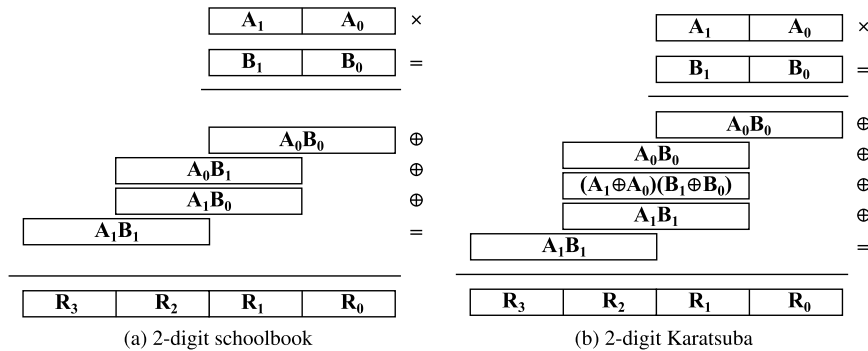 A₁ A₀ ×
B₁ B₀ =
A₀B₀ ⊕
A₀B₁ ⊕
A₁B₀ ⊕
A₁B₁ =
R₃ R₂ R₁ R₀
(a) 2-digit schoolbook
A₁ A₀ ×
B₁ B₀ =
A₀B₀ ⊕
A₀B₀ ⊕
(A₁⊕A₀)(B₁⊕B₀) ⊕
A₁B₁ ⊕
A₁B₁ =
R₃ R₂ R₁ R₀
(b) 2-digit Karatsuba